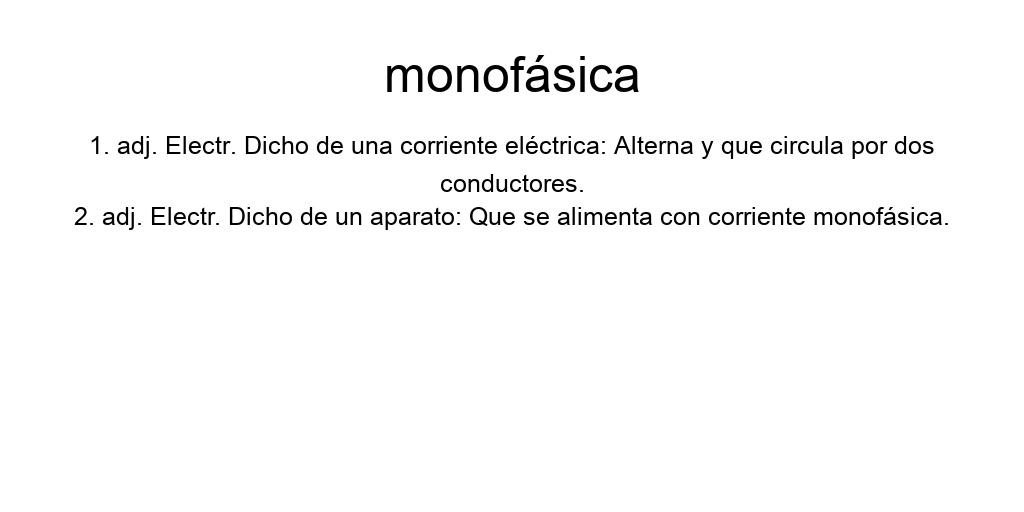 monofásica
1. adj. Electr. Dicho de una corriente eléctrica: Alterna y que circula por dos
conductores.
2. adj. Electr. Dicho de un aparato: Que se alimenta con corriente monofásica.